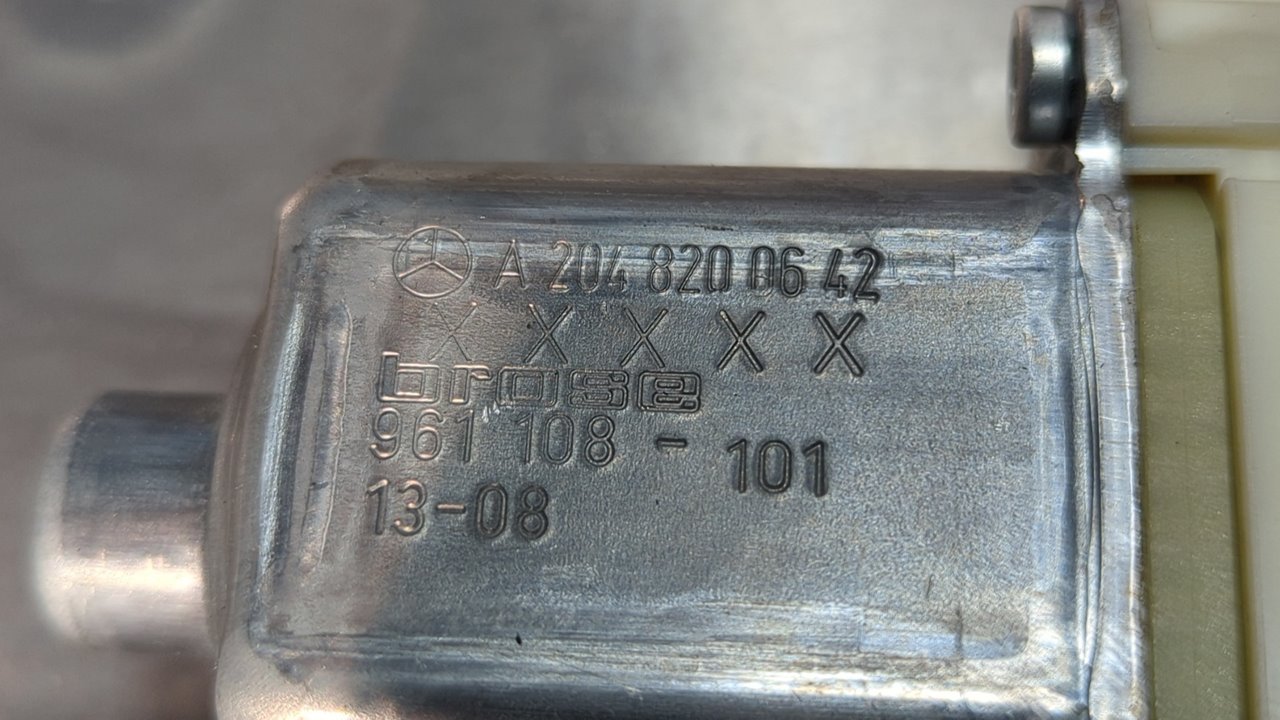 A 204 820 06 42
X X X X X
brose
961 108 - 101
13-08